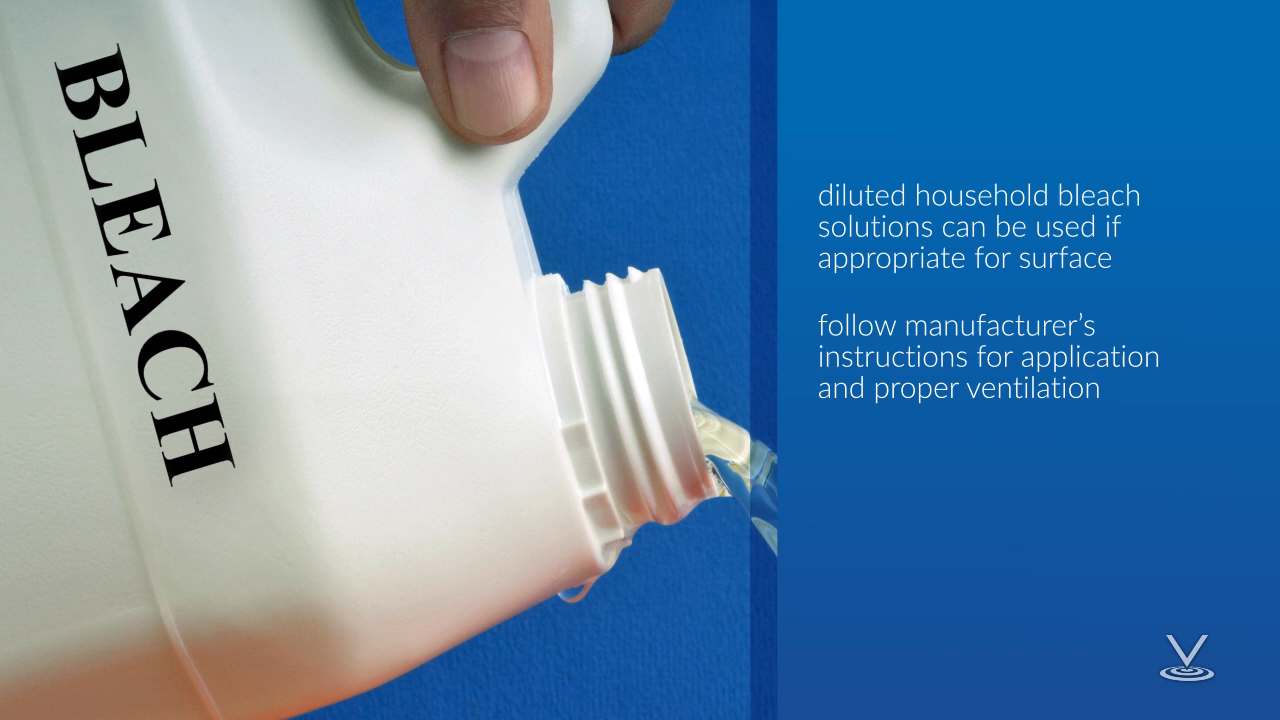 BLEACH
diluted household bleach
solutions can be used if
appropriate for surface
follow manufacturer’s
instructions for application
and proper ventilation
V